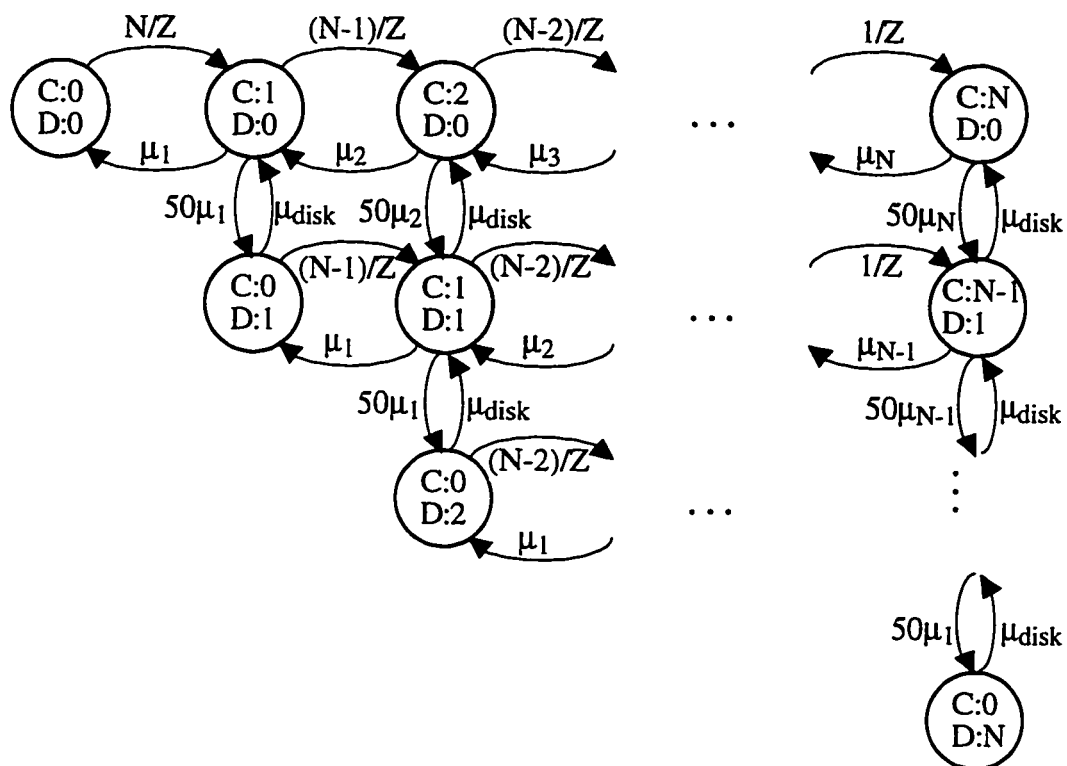 N/Z (N-1)/Z (N-2)/Z 1/Z
C:0 C:1 C:2 C:N
D:0 D:0 D:0 ... D:0
μ1 μ2 μ3 μN
50μ1 μdisk 50μ2 μdisk 50μN μdisk
(N-1)/Z (N-2)/Z 1/Z
C:0 C:1 C:N-1
D:1 D:1 ... D:1
μ1 μ2 μN-1
50μ1 μdisk 50μN-1 μdisk
(N-2)/Z
C:0
D:2 ... ⋮
μ1
50μ1 μdisk
C:0
D:N